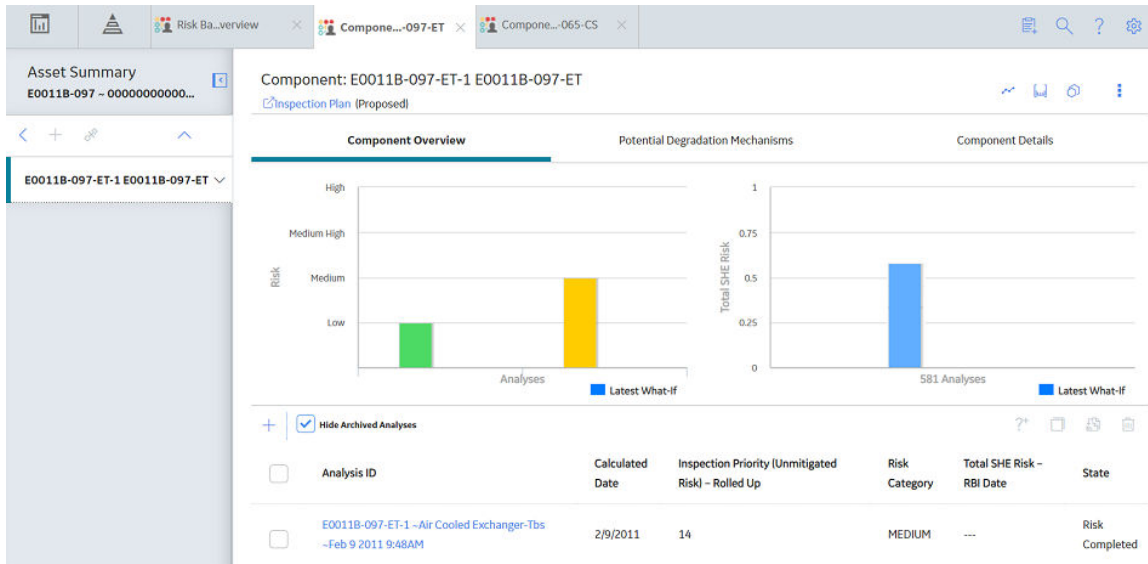 Risk Ba...verview
Compone...-097-ET
Compone...-065-CS
Asset Summary
E0011B-097 ~ 00000000000...
E0011B-097-ET-1 E0011B-097-ET
Component: E0011B-097-ET-1 E0011B-097-ET
Inspection Plan (Proposed)
Component Overview
Potential Degradation Mechanisms
Component Details
High
Medium High
Medium
Low
Risk
Analyses
Latest What-If
1
0.75
0.5
0.25
0
Total SHE Risk
581 Analyses
Latest What-If
Hide Archived Analyses
Analysis ID
Calculated
Date
Inspection Priority (Unmitigated
Risk) – Rolled Up
Risk
Category
Total SHE Risk –
RBI Date
State
E0011B-097-ET-1 ~Air Cooled Exchanger-Tbs
~Feb 9 2011 9:48AM
2/9/2011
14
MEDIUM
---
Risk
Completed